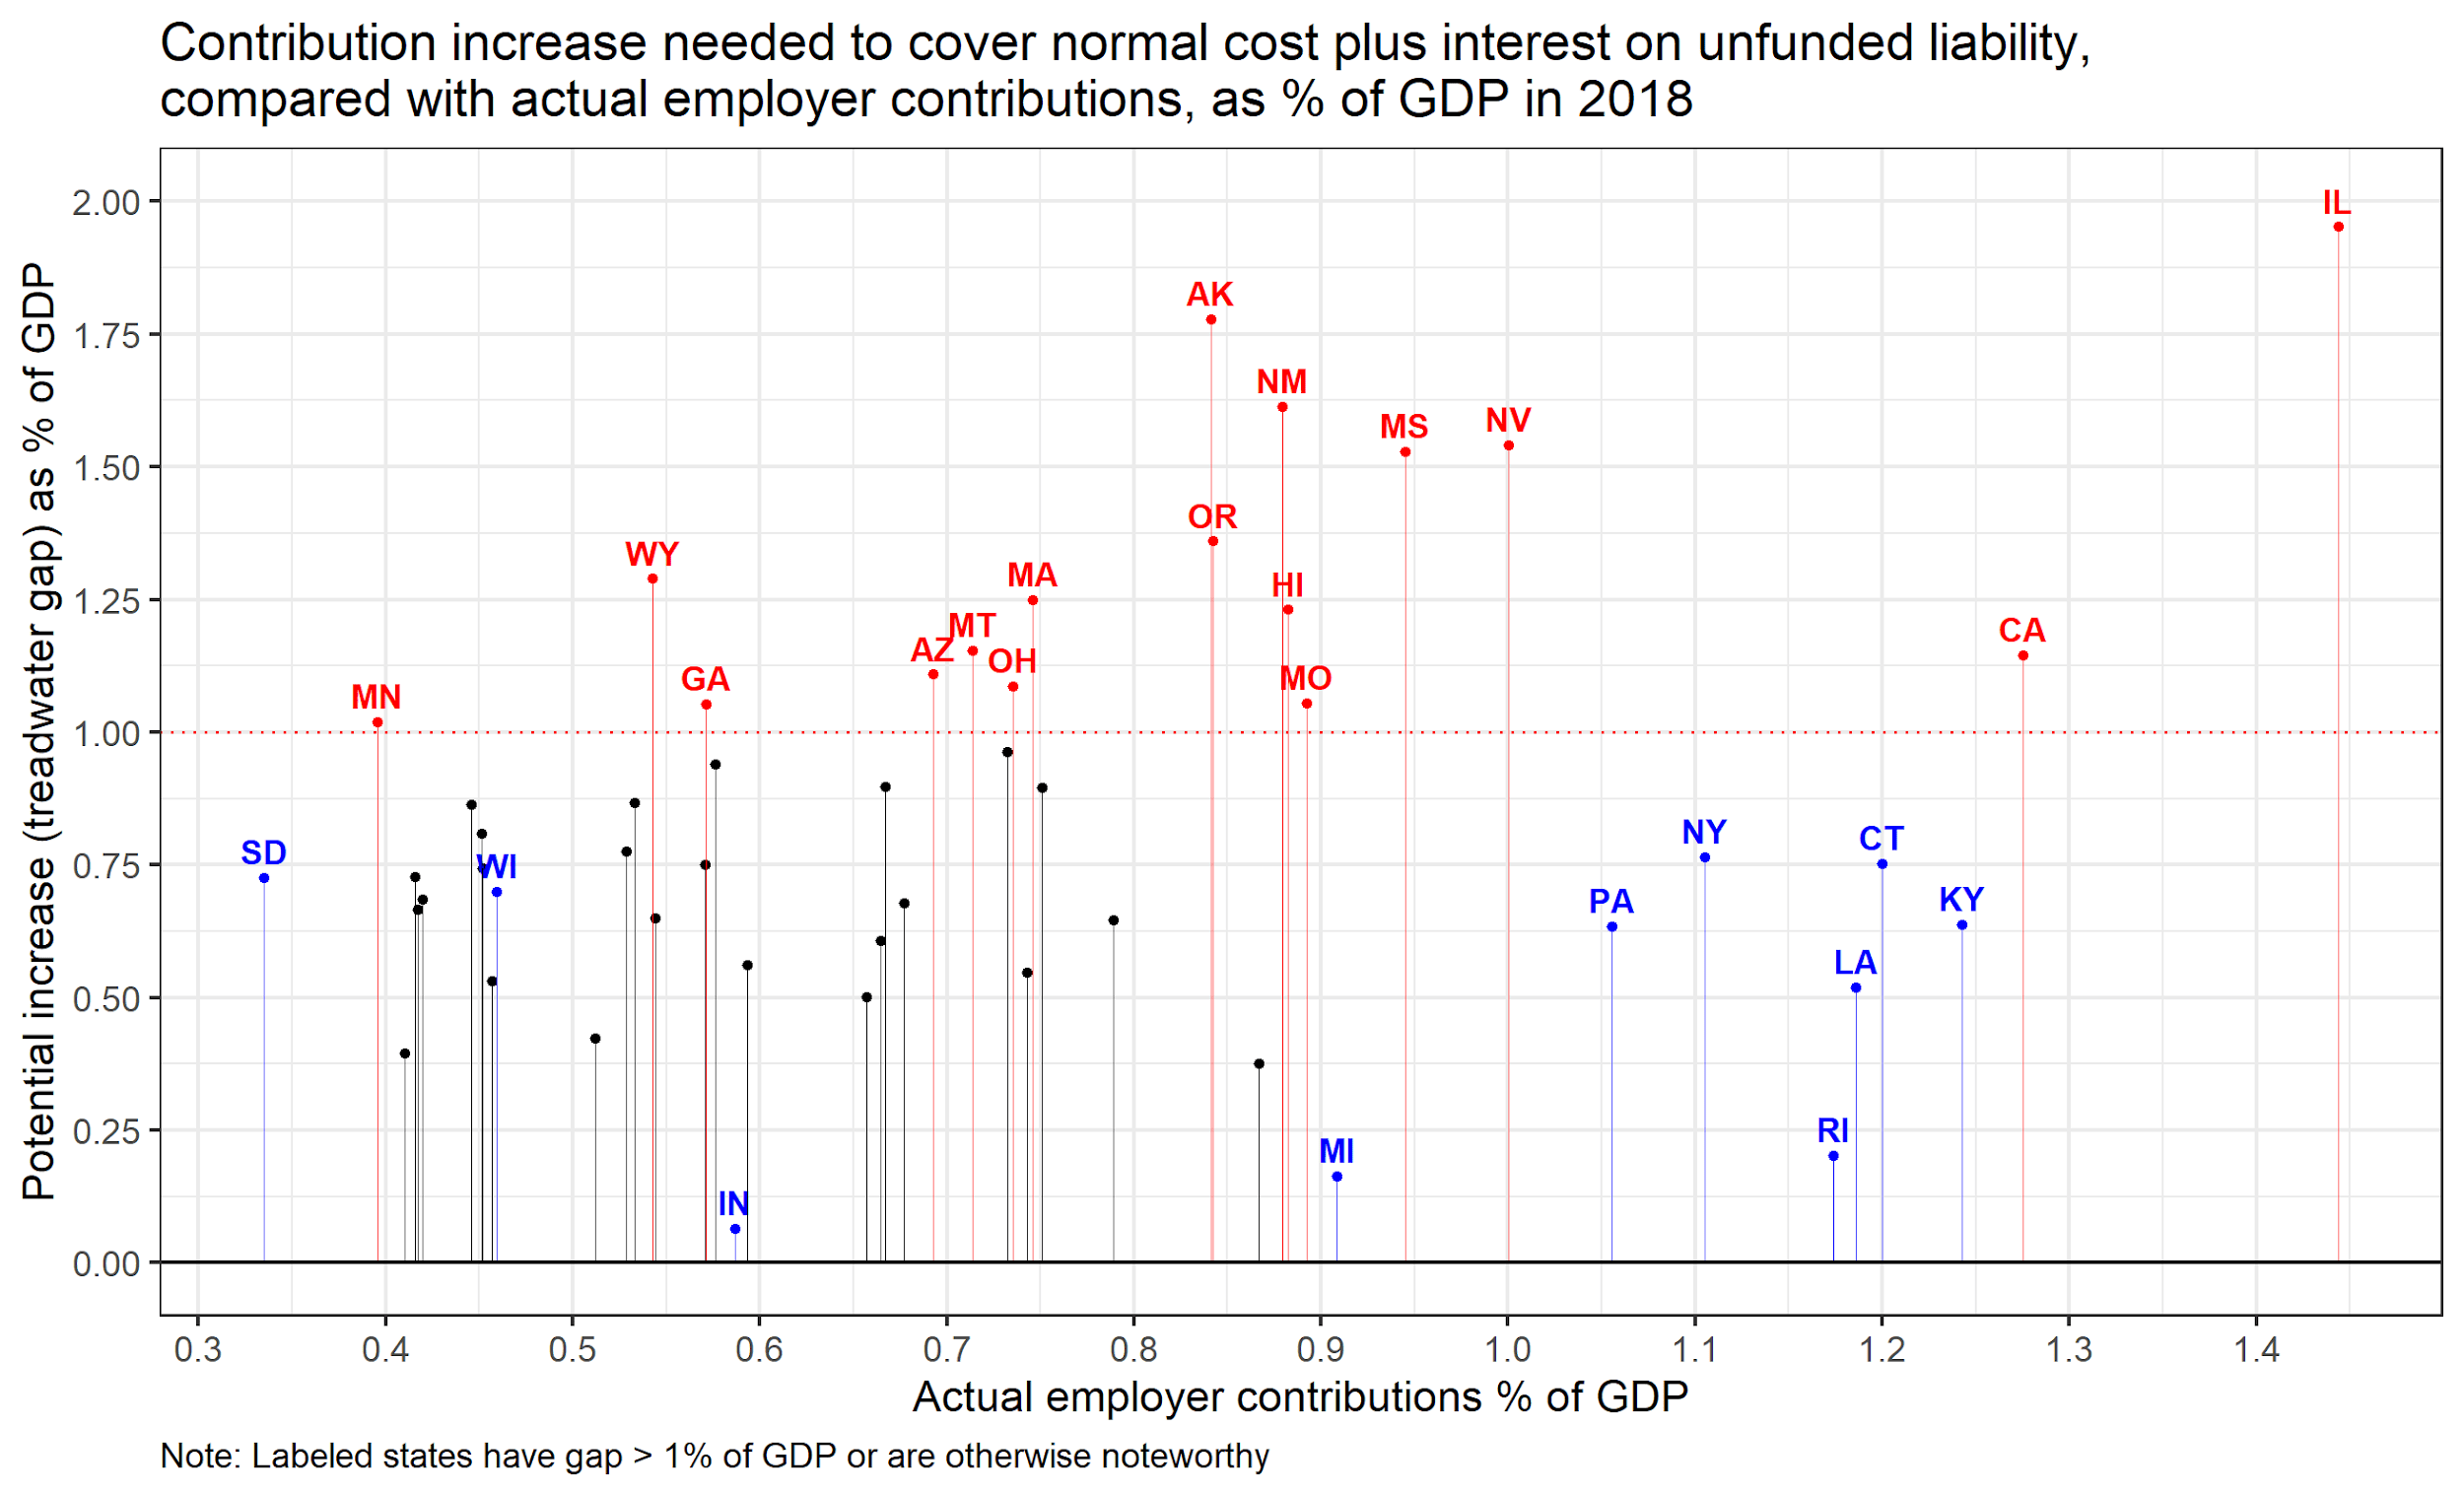 Contribution increase needed to cover normal cost plus interest on unfunded liability,
compared with actual employer contributions, as % of GDP in 2018
Potential increase (treadwater gap) as % of GDP
2.00
1.75
1.50
1.25
1.00
0.75
0.50
0.25
0.00
IL
AK
NM
NV
MS
OR
WY
MA
HI
MT
CA
AZ
OH
GA
MO
MN
NY
CT
SD
WI
KY
PA
LA
RI
MI
IN
0.3
0.4
0.5
0.6
0.7
0.8
0.9
1.0
1.1
1.2
1.3
1.4
Actual employer contributions % of GDP
Note: Labeled states have gap > 1% of GDP or are otherwise noteworthy